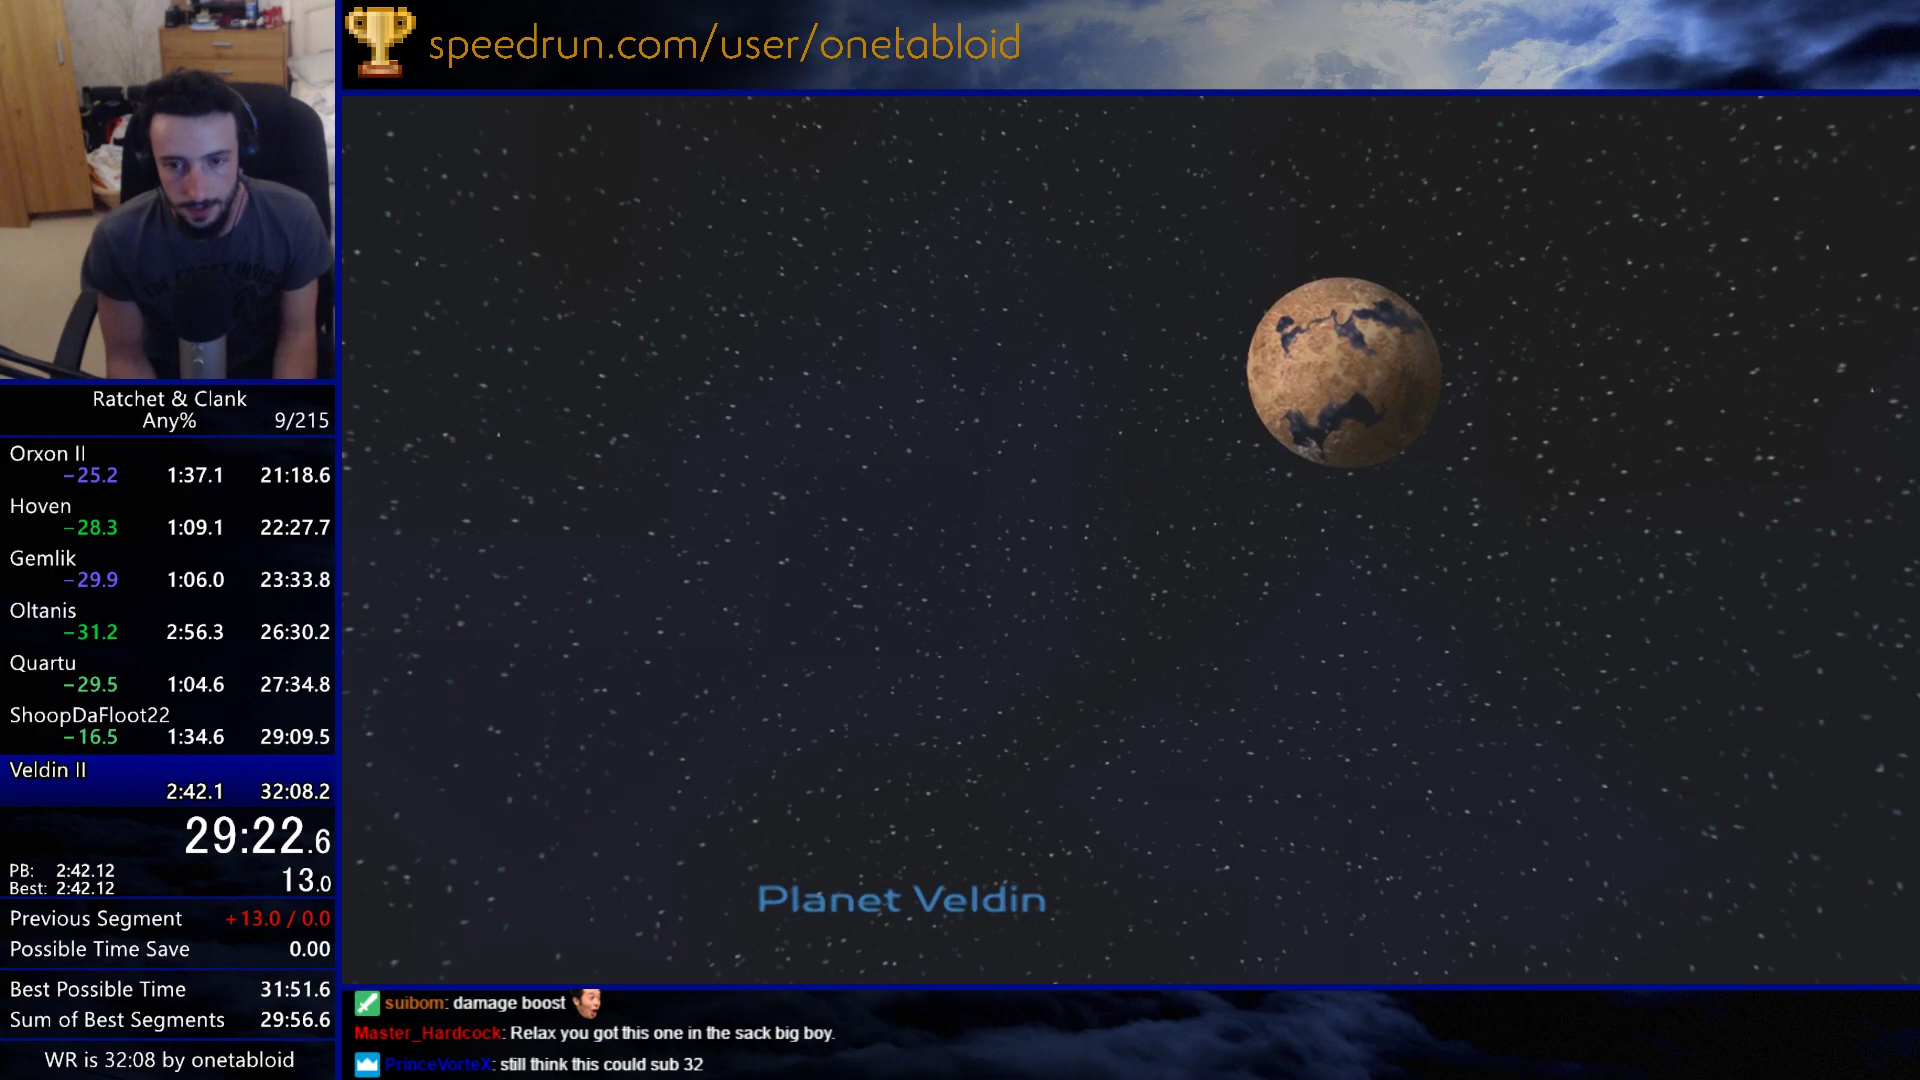 speedrun.com/user/onetabloid
Ratchet & Clank
Any% 9/215
Orxon II
-25.2 1:37.1 21:18.6
Hoven
-28.3 1:09.1 22:27.7
Gemlik
-29.9 1:06.0 23:33.8
Oltanis
-31.2 2:56.3 26:30.2
Quartu
-29.5 1:04.6 27:34.8
ShoopDaFloot22
-16.5 1:34.6 29:09.5
Veldin II
2:42.1 32:08.2
29:22.6
PB: 2:42.12
Best: 2:42.12
13.0
Previous Segment +13.0 / 0.0
Possible Time Save 0.00
Best Possible Time 31:51.6
Sum of Best Segments 29:56.6
WR is 32:08 by onetabloid
Planet Veldin
suibom: damage boost
Master_Hardcock: Relax you got this one in the sack big boy.
PrinceVorteX: still think this could sub 32